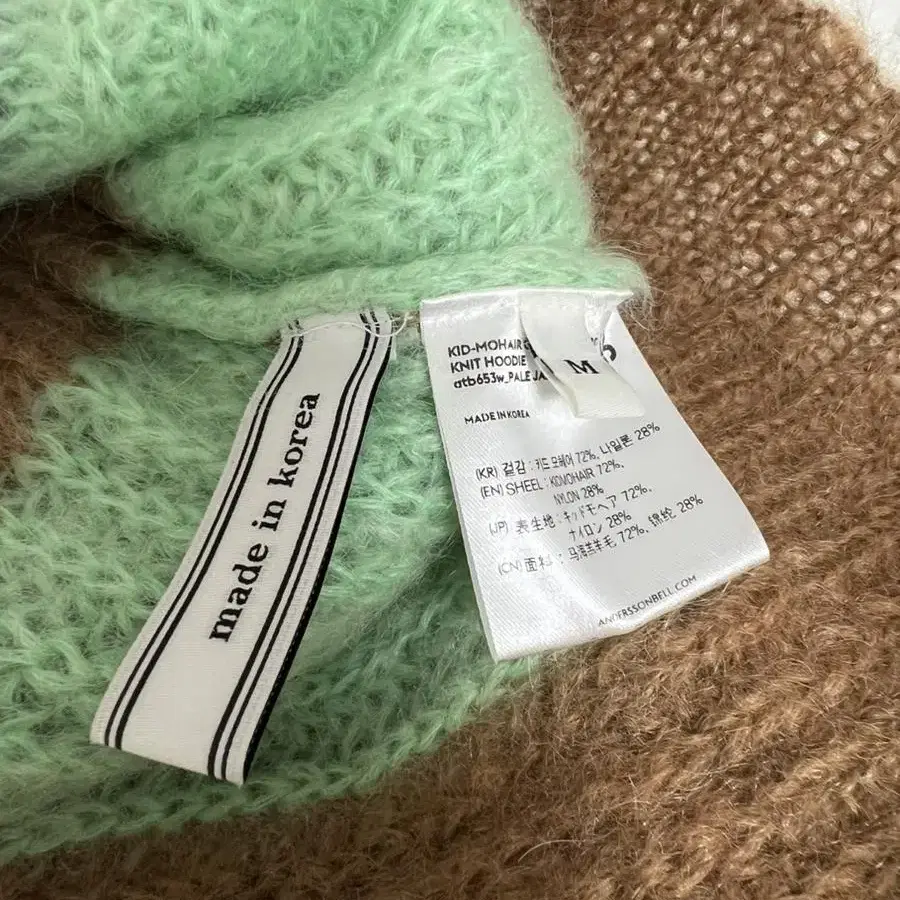 made in korea
KID-MOHAIR
KNIT HOODIE
atb653w_PALE JA
M
MADE IN KOREA
(KR) 겉감 : 키드 모헤어 72%, 나일론 28%
(EN) SHEEL : KIDMOHAIR 72%,
NYLON 28%
(JP) 表生地 : キッドモヘア 72%,
ナイロン 28%
(CN) 面料 : 马海羔羊毛 72%, 锦纶 28%
ANDERSSONBELL.COM